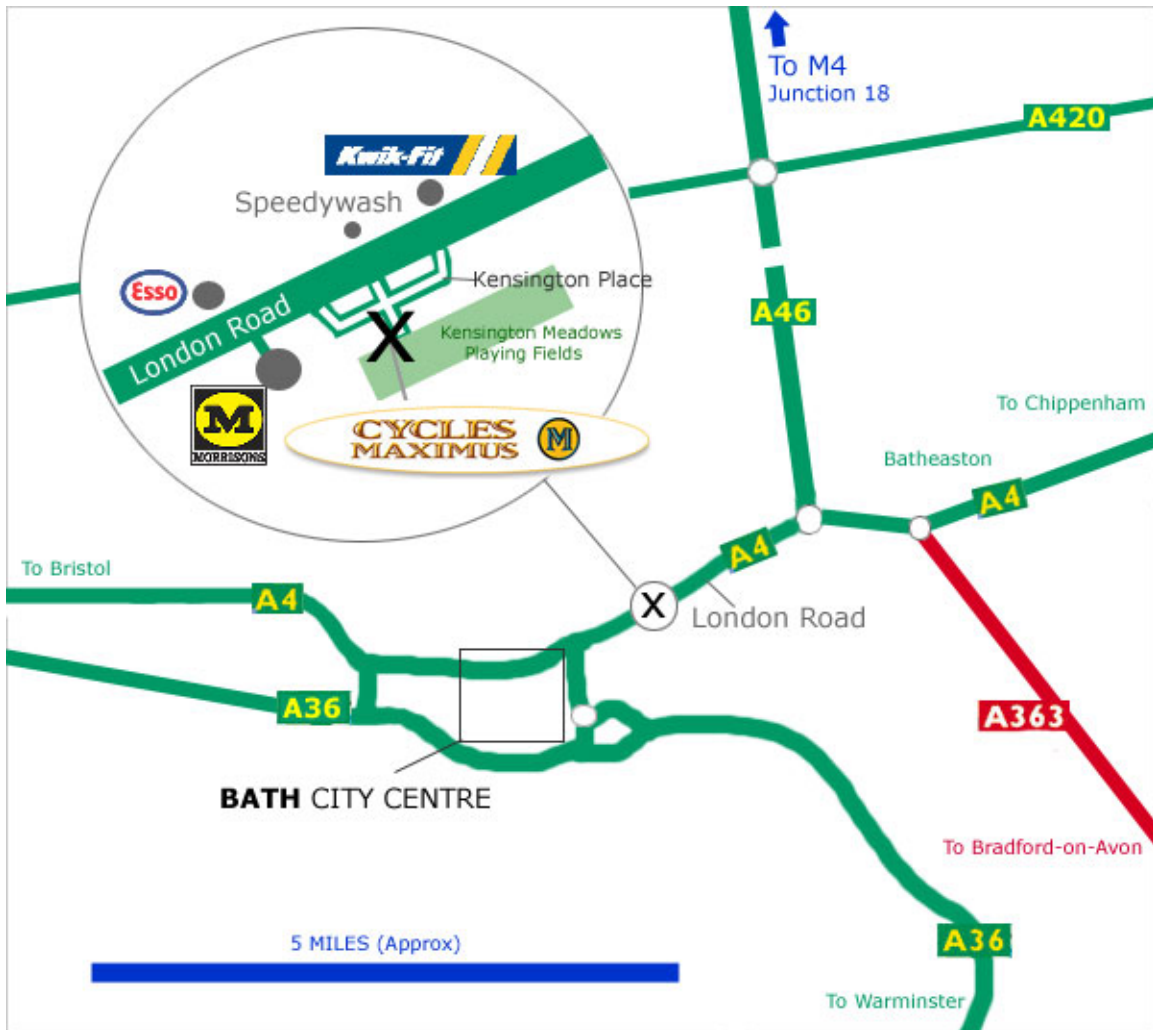 To M4
Junction 18
A420
Kwik-Fit
Speedywash
Kensington Place
Esso
London Road
Kensington Meadows
Playing Fields
M
MORRISONS
CYCLES
MAXIMUS
M
X
A46
To Chippenham
Batheaston
A4
A4
To Bristol
A4
X
London Road
A36
A363
BATH CITY CENTRE
To Bradford-on-Avon
5 MILES (Approx)
A36
To Warminster